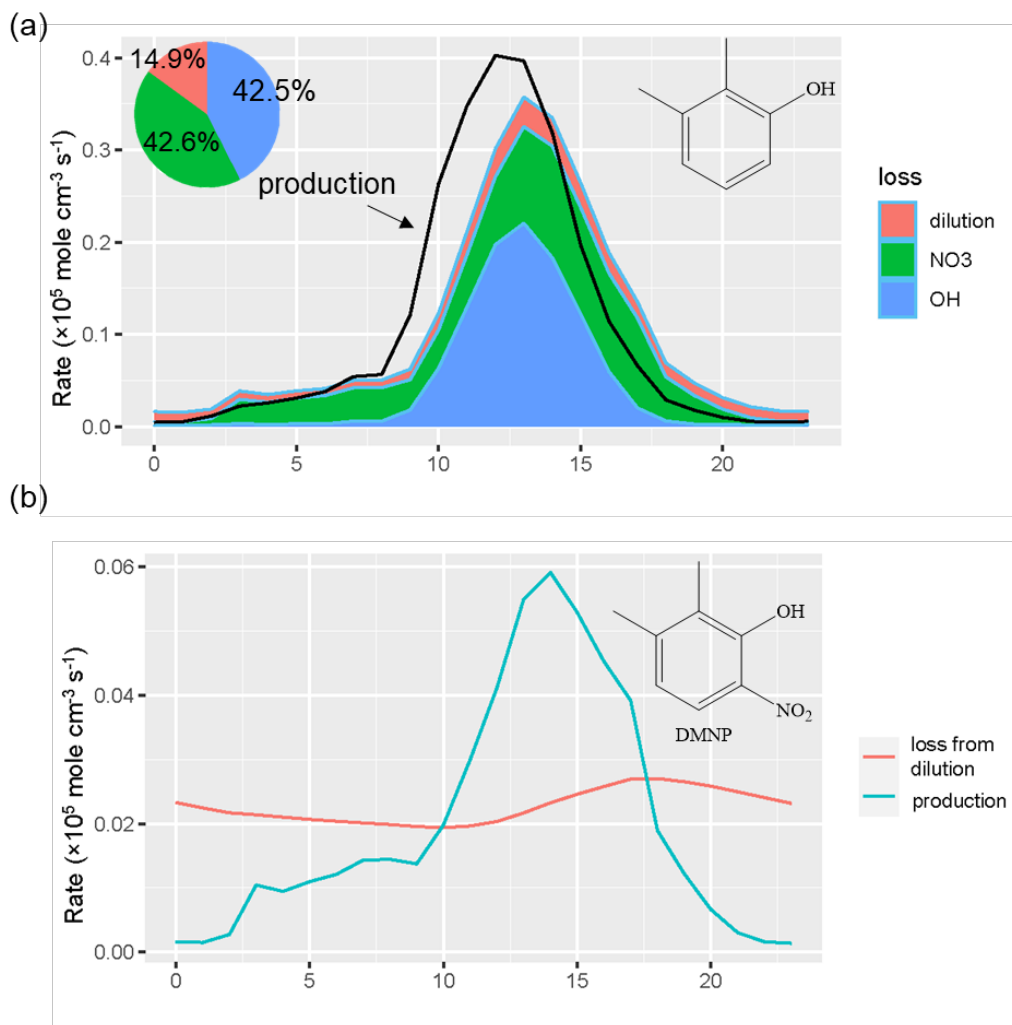 (a)
0.4
0.3
0.2
0.1
0.0
Rate (×10⁵ mole cm⁻³ s⁻¹)
14.9%
42.5%
42.6%
production
OH
loss
dilution
NO3
OH
0
5
10
15
20
(b)
0.06
0.04
0.02
0.00
Rate (×10⁵ mole cm⁻³ s⁻¹)
OH
NO₂
DMNP
loss from
dilution
production
0
5
10
15
20